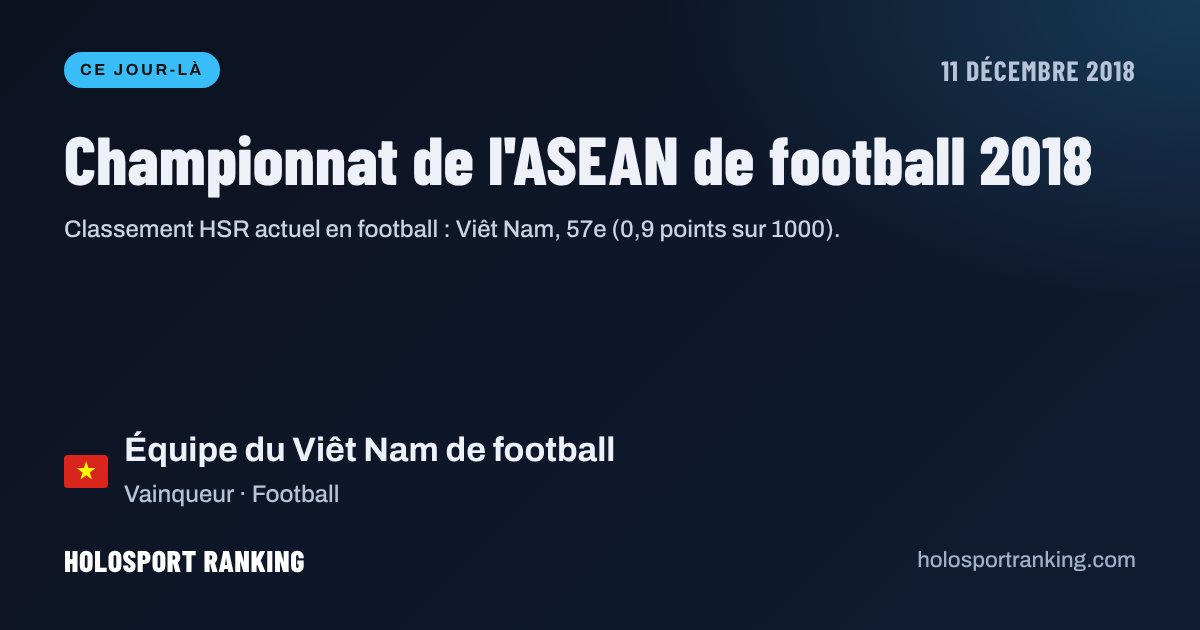 CE JOUR-LÀ
11 DÉCEMBRE 2018
Championnat de l'ASEAN de football 2018
Classement HSR actuel en football : Viêt Nam, 57e (0,9 points sur 1000).
Équipe du Viêt Nam de football
Vainqueur · Football
HOLOSPORT RANKING
holosportranking.com